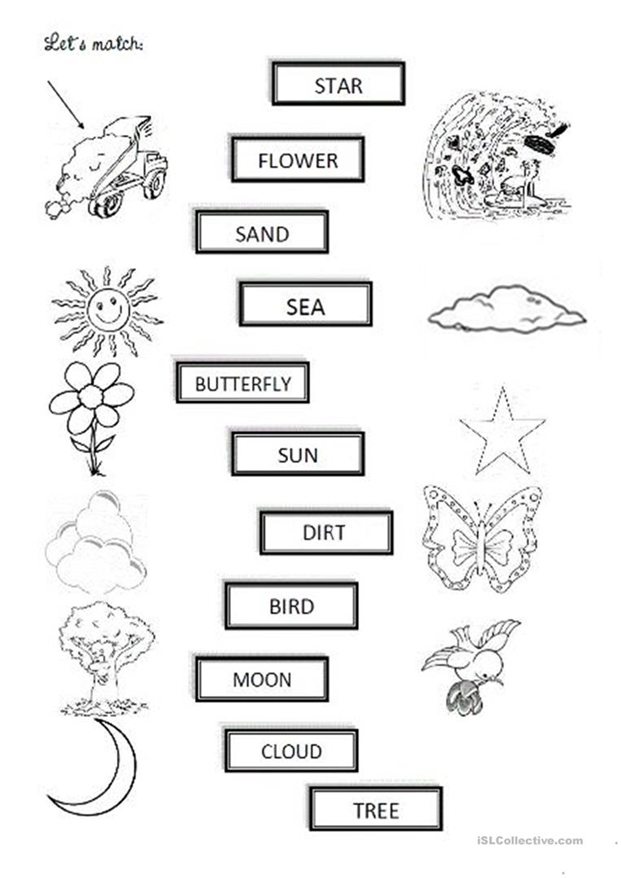 Let's match:
STAR
FLOWER
SAND
SEA
BUTTERFLY
SUN
DIRT
BIRD
MOON
CLOUD
TREE
iSLCollective.com